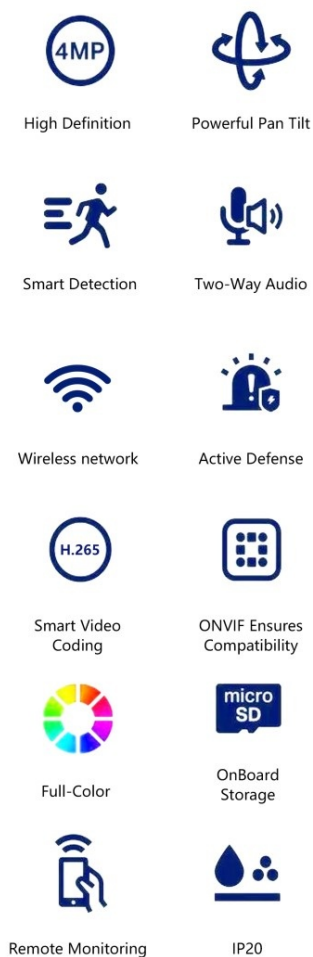 4MP
High Definition
Powerful Pan Tilt
Smart Detection
Two-Way Audio
Wireless network
Active Defense
H.265
Smart Video
Coding
ONVIF Ensures
Compatibility
Full-Color
micro
SD
OnBoard
Storage
Remote Monitoring
IP20